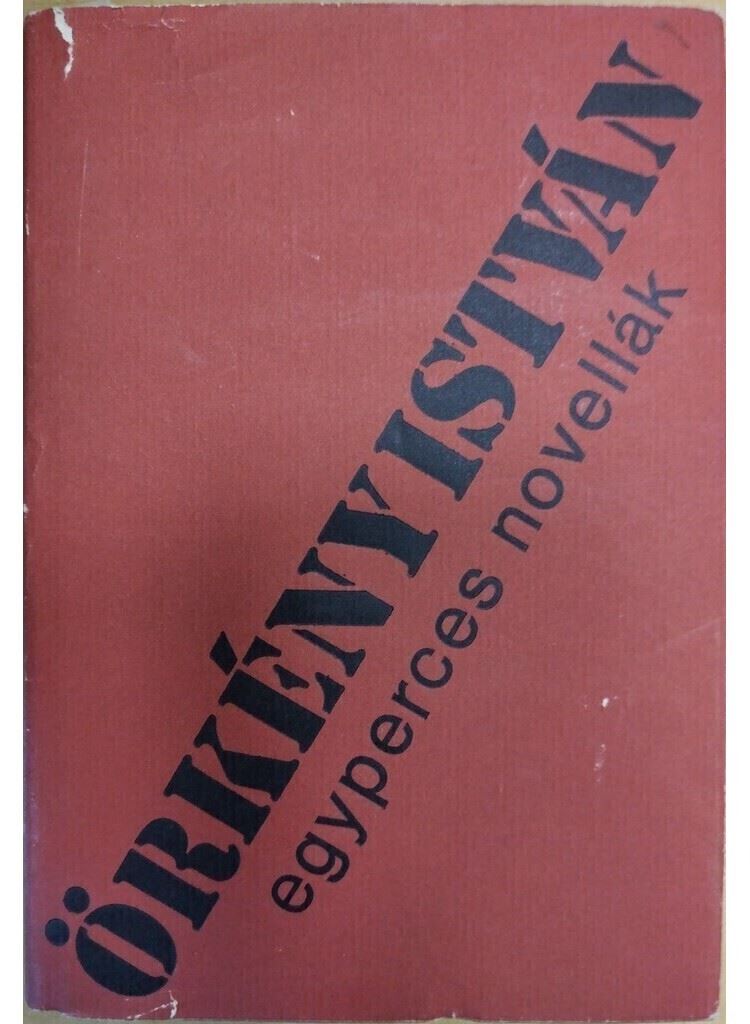 ÖRKÉNY ISTVÁN
egyperces novellák